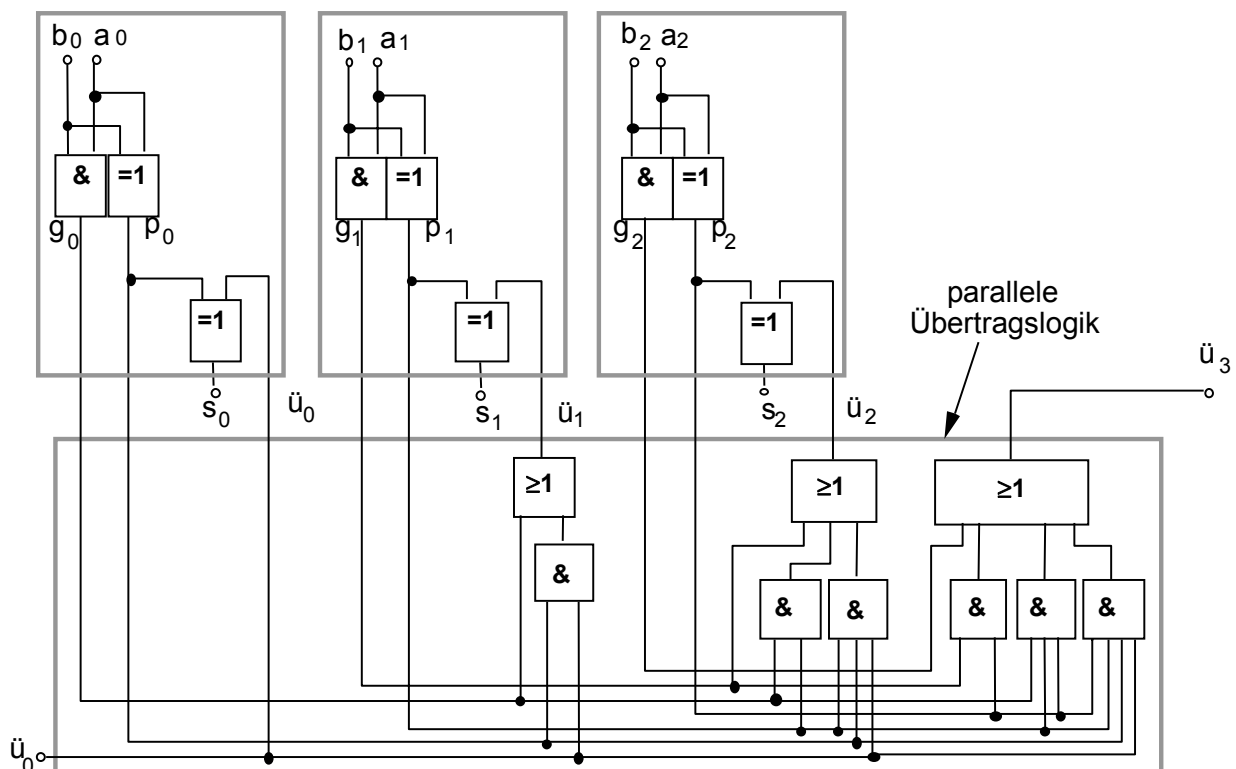 b0 a0
b1 a1
b2 a2
& =1
& =1
& =1
g0 p0
g1 p1
g2 p2
=1
=1
=1
parallele
Übertragslogik
ü3
s0 ü0
s1 ü1
s2 ü2
≥1
≥1
≥1
&
& &
& & &
ü0